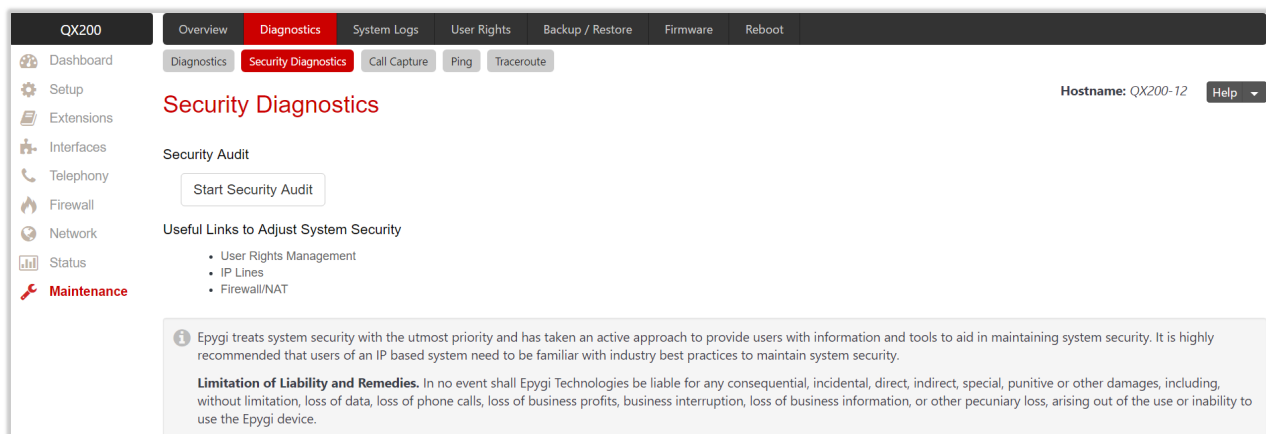 QX200
Overview Diagnostics System Logs User Rights Backup / Restore Firmware Reboot
Dashboard
Setup
Extensions
Interfaces
Telephony
Firewall
Network
Status
Maintenance
Diagnostics Security Diagnostics Call Capture Ping Traceroute
Hostname: QX200-12 Help
Security Diagnostics
Security Audit
Start Security Audit
Useful Links to Adjust System Security
• User Rights Management
• IP Lines
• Firewall/NAT
Epygi treats system security with the utmost priority and has taken an active approach to provide users with information and tools to aid in maintaining system security. It is highly
recommended that users of an IP based system need to be familiar with industry best practices to maintain system security.
Limitation of Liability and Remedies. In no event shall Epygi Technologies be liable for any consequential, incidental, direct, indirect, special, punitive or other damages, including,
without limitation, loss of data, loss of phone calls, loss of business profits, business interruption, loss of business information, or other pecuniary loss, arising out of the use or inability to
use the Epygi device.